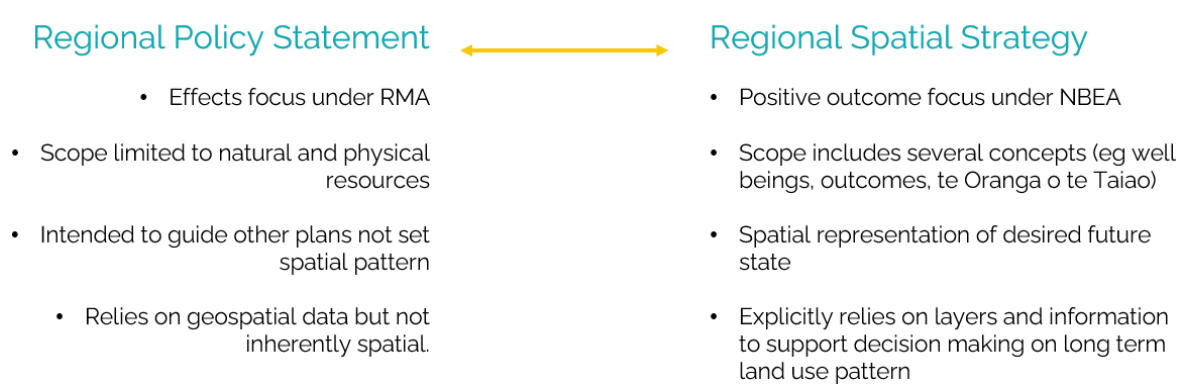 Regional Policy Statement
• Effects focus under RMA
• Scope limited to natural and physical
resources
• Intended to guide other plans not set
spatial pattern
• Relies on geospatial data but not
inherently spatial.
Regional Spatial Strategy
• Positive outcome focus under NBEA
• Scope includes several concepts (eg well
beings, outcomes, te Oranga o te Taiao)
• Spatial representation of desired future
state
• Explicitly relies on layers and information
to support decision making on long term
land use pattern